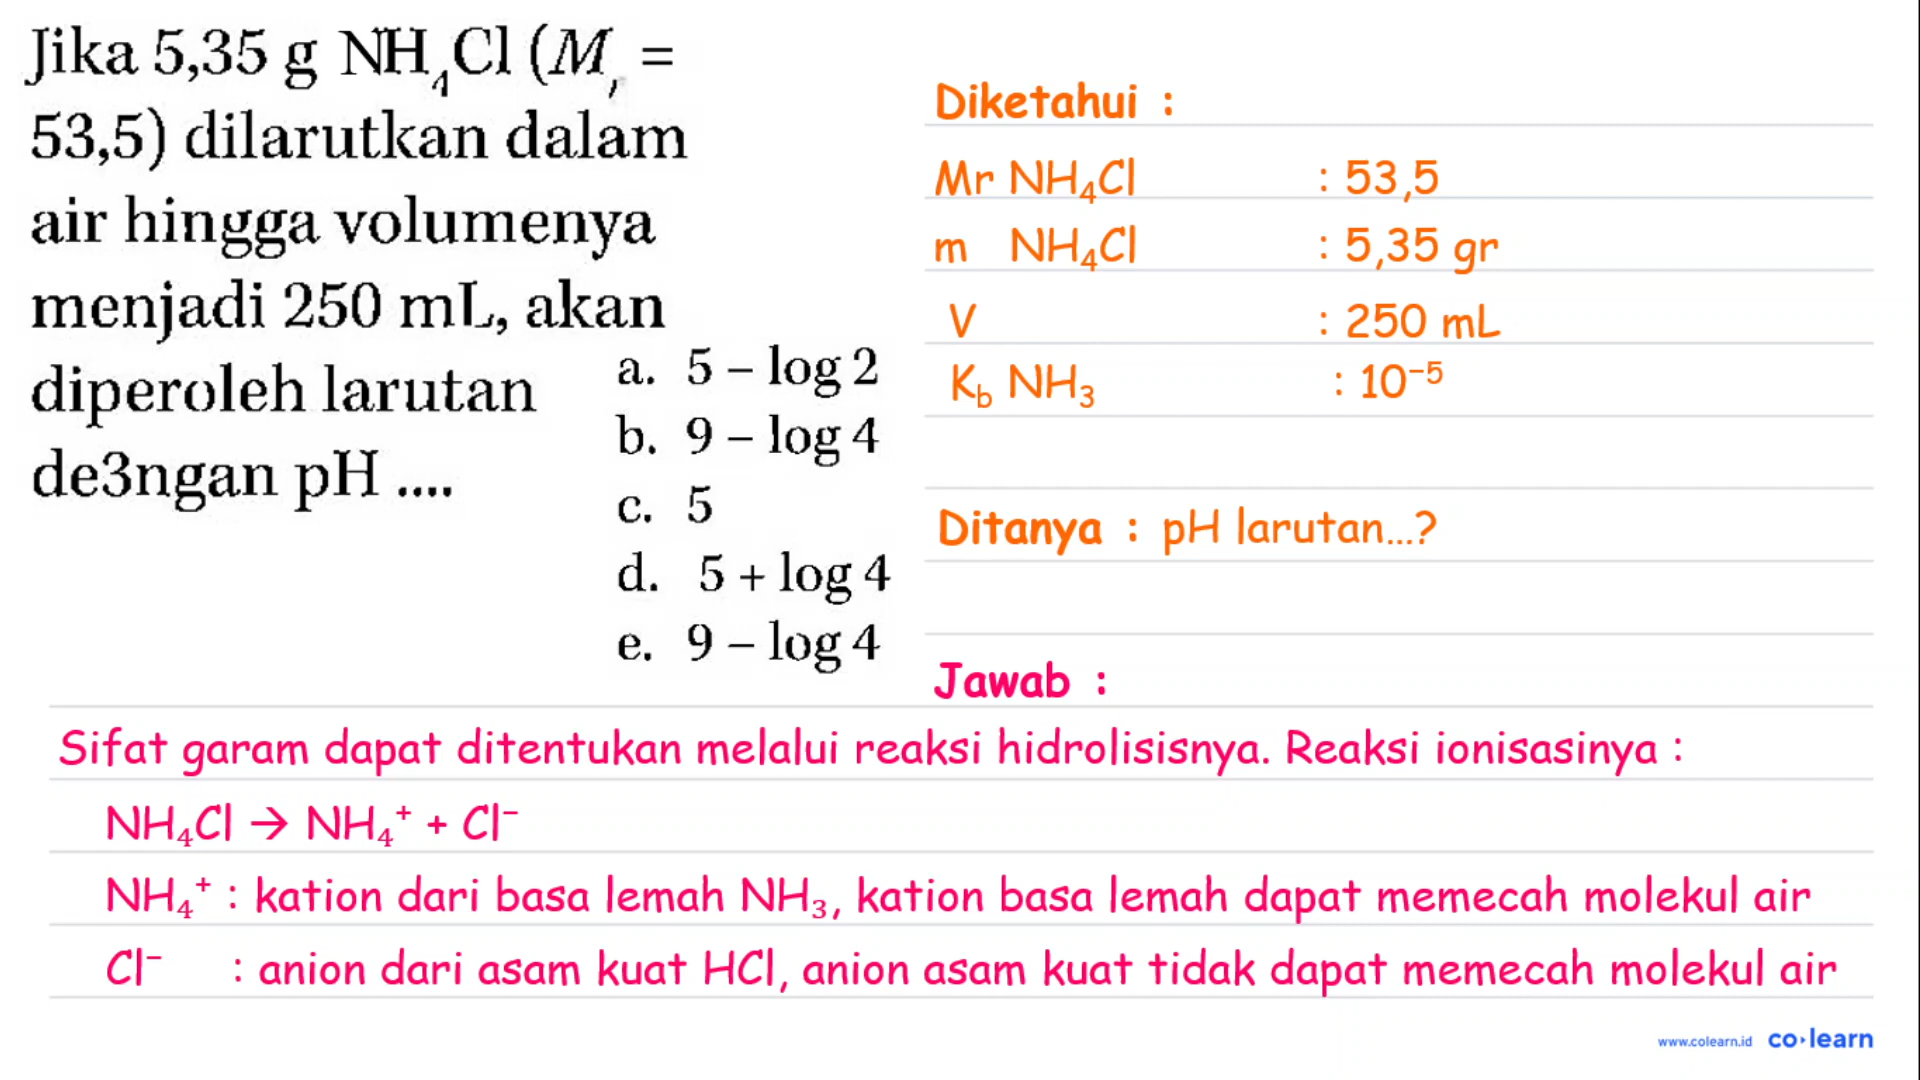 Jika 5,35 g NH₄Cl (Mᵣ =
53,5) dilarutkan dalam
air hingga volumenya
menjadi 250 mL, akan
diperoleh larutan
de3ngan pH ....
a. 5 – log 2
b. 9 – log 4
c. 5
d. 5 + log 4
e. 9 – log 4
Diketahui :
Mr NH₄Cl : 53,5
m NH₄Cl : 5,35 gr
V : 250 mL
K_b NH₃ : 10⁻⁵
Ditanya : pH larutan...?
Jawab :
Sifat garam dapat ditentukan melalui reaksi hidrolisisnya. Reaksi ionisasinya :
NH₄Cl → NH₄⁺ + Cl⁻
NH₄⁺ : kation dari basa lemah NH₃, kation basa lemah dapat memecah molekul air
Cl⁻ : anion dari asam kuat HCl, anion asam kuat tidak dapat memecah molekul air
www.colearn.id co·learn